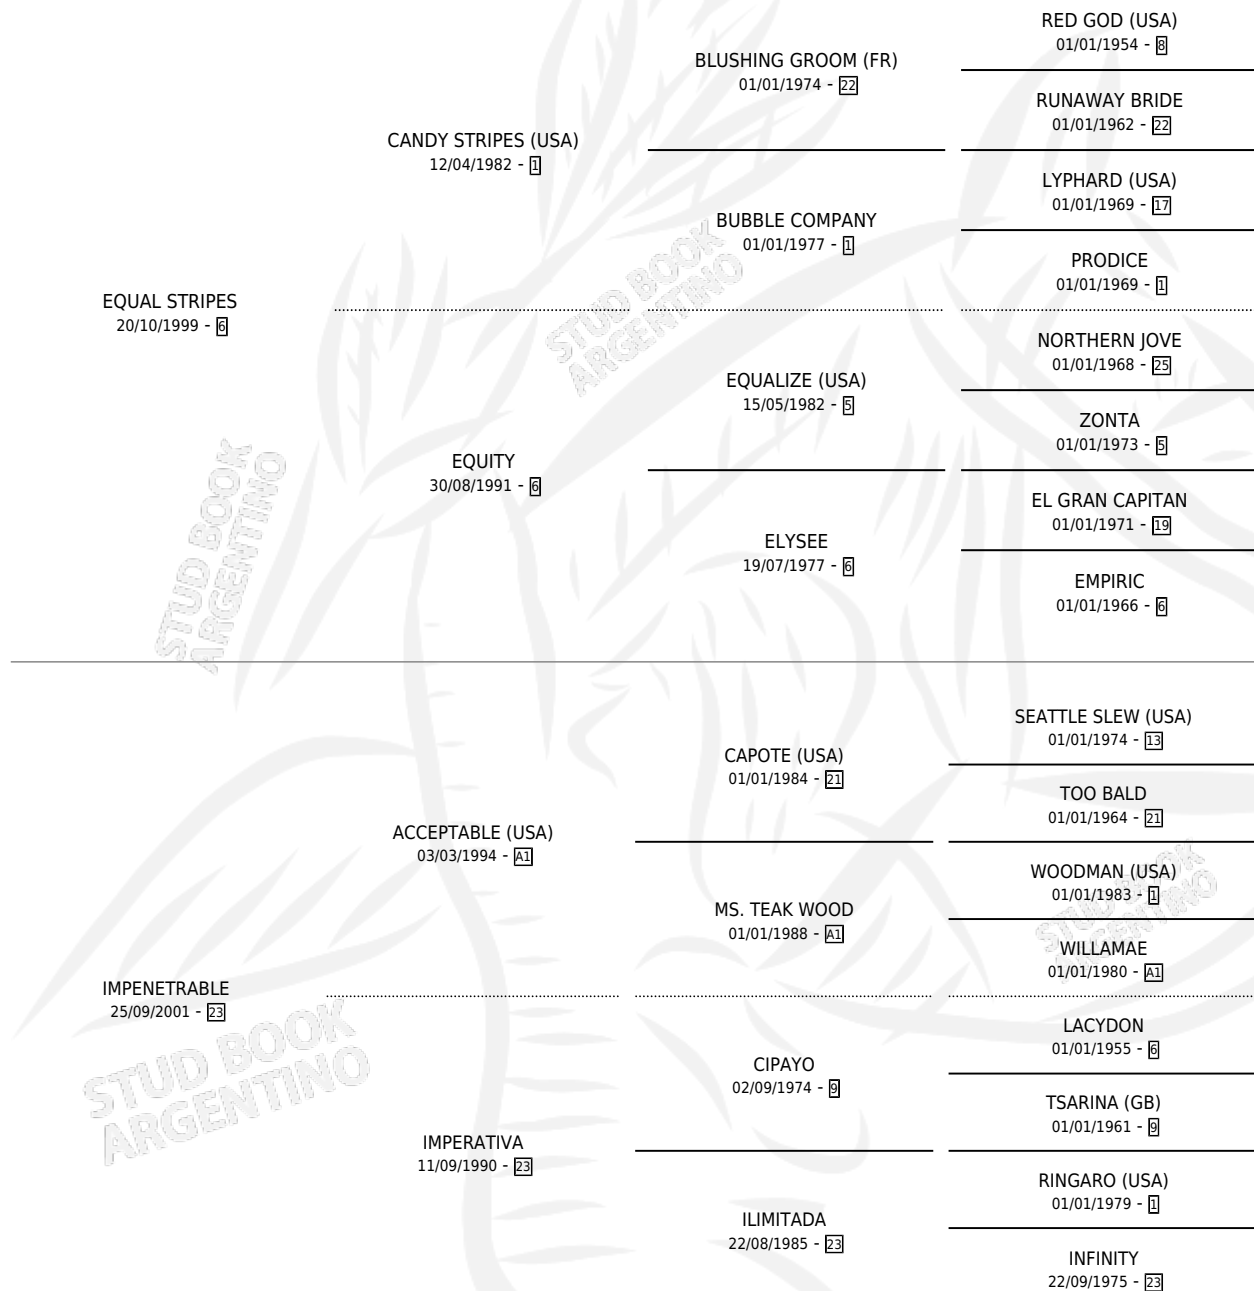 RED GOD (USA)
01/01/1954 - 8
BLUSHING GROOM (FR)
01/01/1974 - 22
RUNAWAY BRIDE
01/01/1962 - 22
CANDY STRIPES (USA)
12/04/1982 - 1
LYPHARD (USA)
01/01/1969 - 17
BUBBLE COMPANY
01/01/1977 - 1
PRODICE
01/01/1969 - 1
EQUAL STRIPES
20/10/1999 - 6
STUD BOOK
ARGENTINO
NORTHERN JOVE
01/01/1968 - 25
EQUALIZE (USA)
15/05/1982 - 5
ZONTA
01/01/1973 - 5
EQUITY
30/08/1991 - 6
EL GRAN CAPITAN
01/01/1971 - 19
ELYSEE
19/07/1977 - 6
EMPIRIC
01/01/1966 - 6
STUD BOOK
ARGENTINO
SEATTLE SLEW (USA)
01/01/1974 - 13
CAPOTE (USA)
01/01/1984 - 21
TOO BALD
01/01/1964 - 21
ACCEPTABLE (USA)
03/03/1994 - A1
WOODMAN (USA)
01/01/1983 - 1
MS. TEAK WOOD
01/01/1988 - A1
WILLAMAE
01/01/1980 - A1
STUD BOOK
ARGENTINO
IMPENETRABLE
25/09/2001 - 23
STUD BOOK
ARGENTINO
LACYDON
01/01/1955 - 6
CIPAYO
02/09/1974 - 9
TSARINA (GB)
01/01/1961 - 9
IMPERATIVA
11/09/1990 - 23
RINGARO (USA)
01/01/1979 - 1
ILIMITADA
22/08/1985 - 23
INFINITY
22/09/1975 - 23